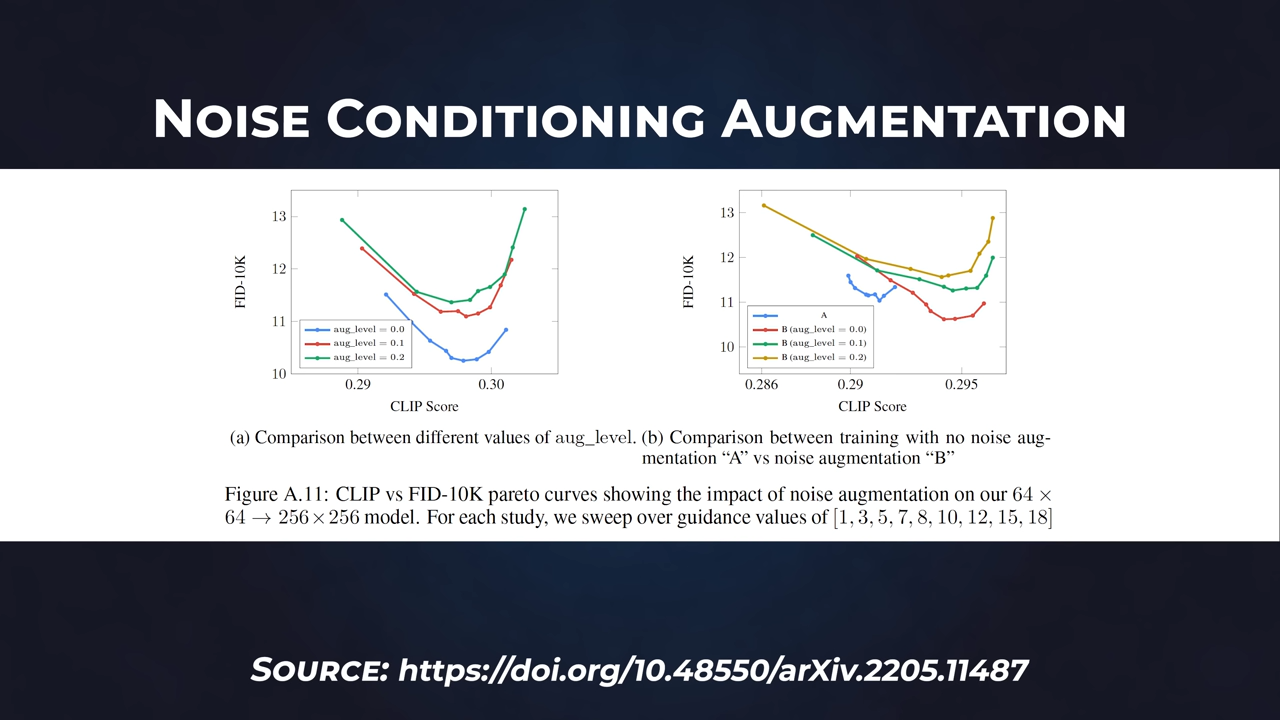 Noise Conditioning Augmentation
13
12
11
10
FID-10K
aug_level = 0.0
aug_level = 0.1
aug_level = 0.2
0.29
0.30
CLIP Score
13
12
11
10
FID-10K
A
B (aug_level = 0.0)
B (aug_level = 0.1)
B (aug_level = 0.2)
0.286
0.29
0.295
CLIP Score
(a) Comparison between different values of aug_level.
(b) Comparison between training with no noise aug-
mentation “A” vs noise augmentation “B”
Figure A.11: CLIP vs FID-10K pareto curves showing the impact of noise augmentation on our 64 ×
64 → 256×256 model. For each study, we sweep over guidance values of [1, 3, 5, 7, 8, 10, 12, 15, 18]
Source: https://doi.org/10.48550/arXiv.2205.11487